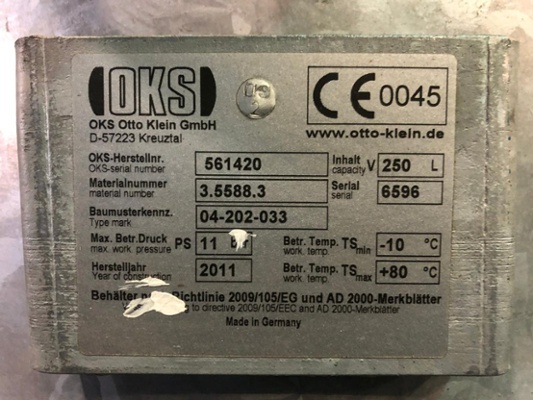 OKS
OKS Otto Klein GmbH
D-57223 Kreuztal
CE 0045
www.otto-klein.de
OKS-Herstellnr. 561420 Inhalt V 250 L
OKS-serial number capacity
Materialnummer 3.5588.3 Serial 6596
material number serial
Baumusterkennz. 04-202-033
Type mark
Max. Betr.Druck PS 11 Betr. Temp. TS min -10 °C
max. work. pressure work. temp.
Herstelljahr 2011 Betr. Temp. TS max +80 °C
Year of construction work. temp.
Behälter Richtlinie 2009/105/EG und AD 2000-Merkblätter
to directive 2009/105/EEC and AD 2000-Merkblätter
Made in Germany